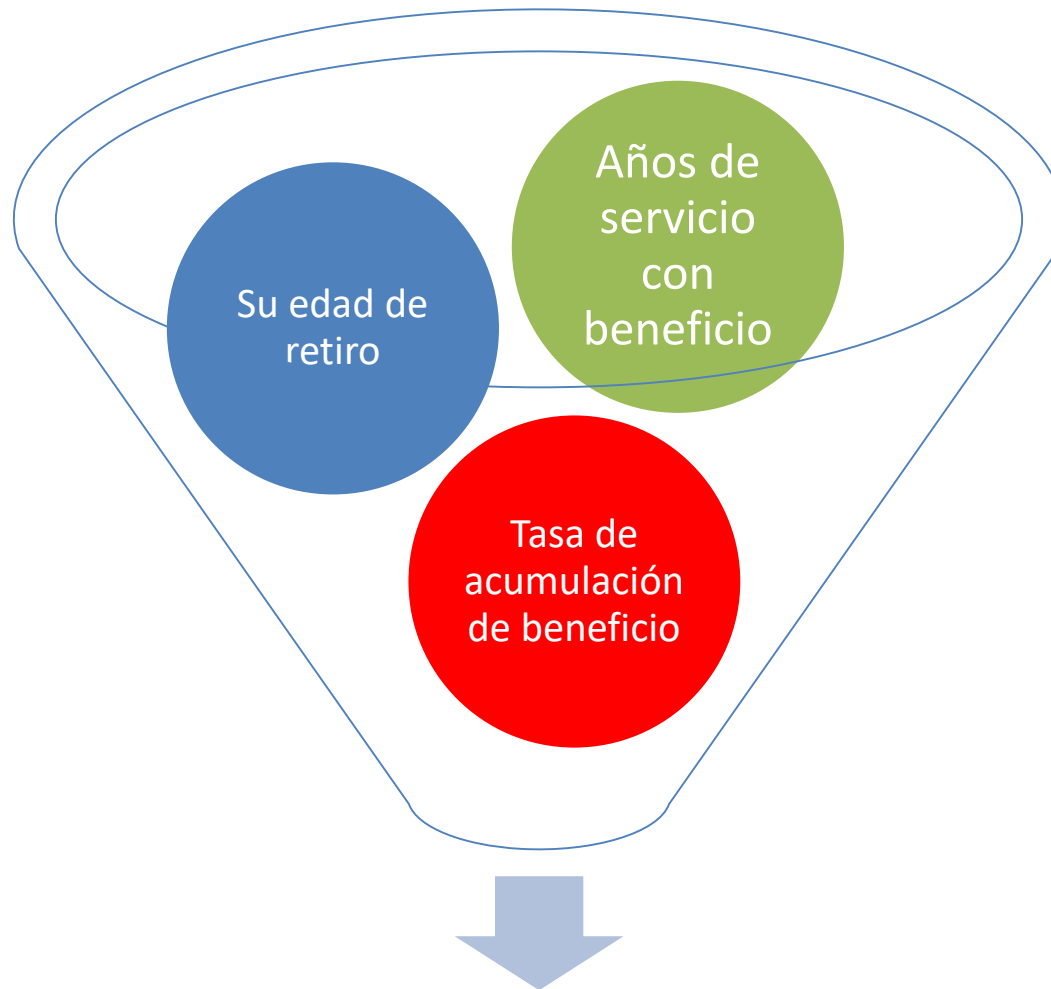 Años de
servicio
con
beneficio
Su edad de
retiro
Tasa de
acumulación
de beneficio